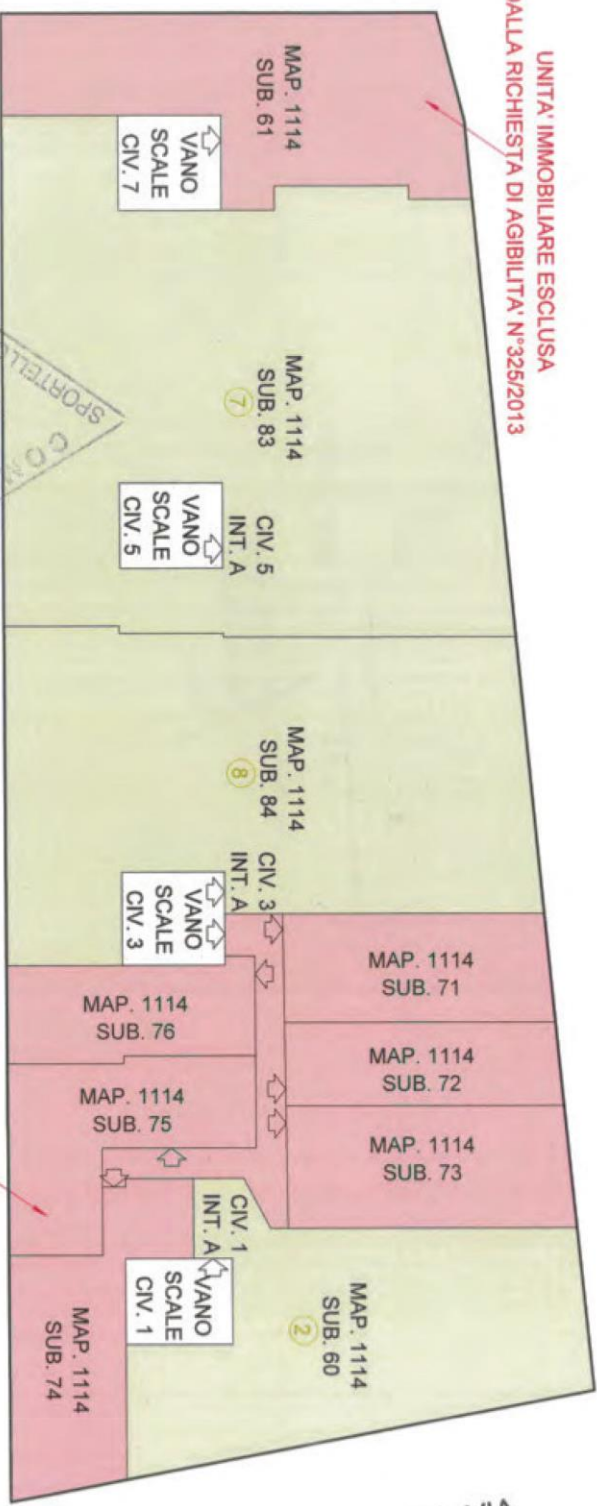 UNITA' IMMOBILIARE ESCLUSA
DALLA RICHIESTA DI AGIBILITA' N°325/2013
MAP. 1114
SUB. 61
VANO
SCALE
CIV. 7
MAP. 1114
SUB. 83
7
CIV. 5
INT. A
VANO
SCALE
CIV. 5
SPORTELL
MAP. 1114
SUB. 84
8
CIV. 3
INT. A
VANO
SCALE
CIV. 3
MAP. 1114
SUB. 71
MAP. 1114
SUB. 72
MAP. 1114
SUB. 73
MAP. 1114
SUB. 76
MAP. 1114
SUB. 75
CIV. 1
INT. A
VANO
SCALE
CIV. 1
MAP. 1114
SUB. 60
2
MAP. 1114
SUB. 74